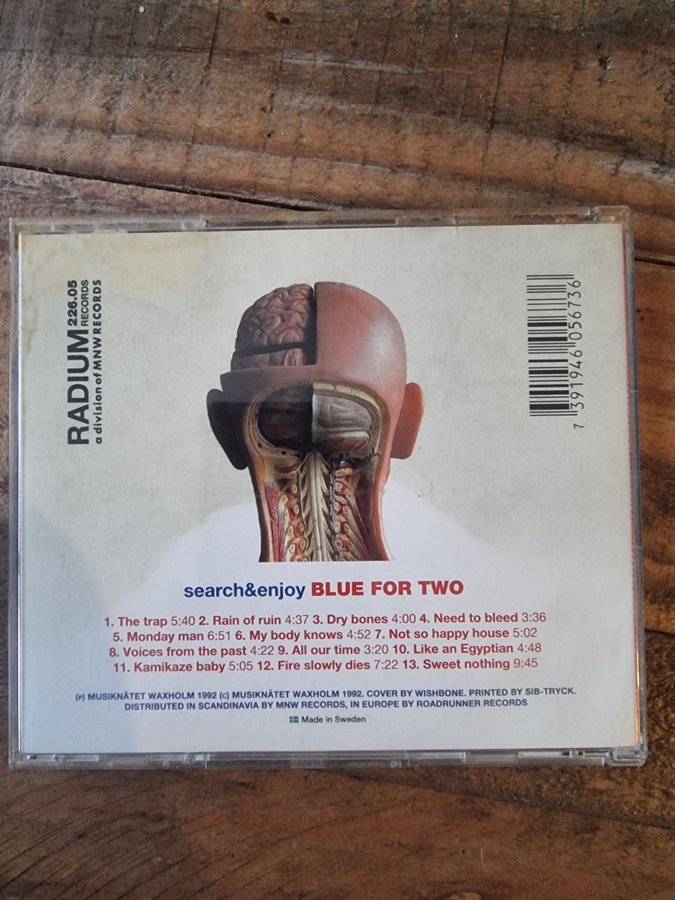 RADIUM 226.05
RECORDS
a division of MNW RECORDS
7 391946 056736
search&enjoy BLUE FOR TWO
1. The trap 5:40 2. Rain of ruin 4:37 3. Dry bones 4:00 4. Need to bleed 3:36
5. Monday man 6:51 6. My body knows 4:52 7. Not so happy house 5:02
8. Voices from the past 4:22 9. All our time 3:20 10. Like an Egyptian 4:48
11. Kamikaze baby 5:05 12. Fire slowly dies 7:22 13. Sweet nothing 9:45
(P) MUSIKNÄTET WAXHOLM 1992 (C) MUSIKNÄTET WAXHOLM 1992. COVER BY WISHBONE. PRINTED BY SIB-TRYCK.
DISTRIBUTED IN SCANDINAVIA BY MNW RECORDS, IN EUROPE BY ROADRUNNER RECORDS
Made in Sweden